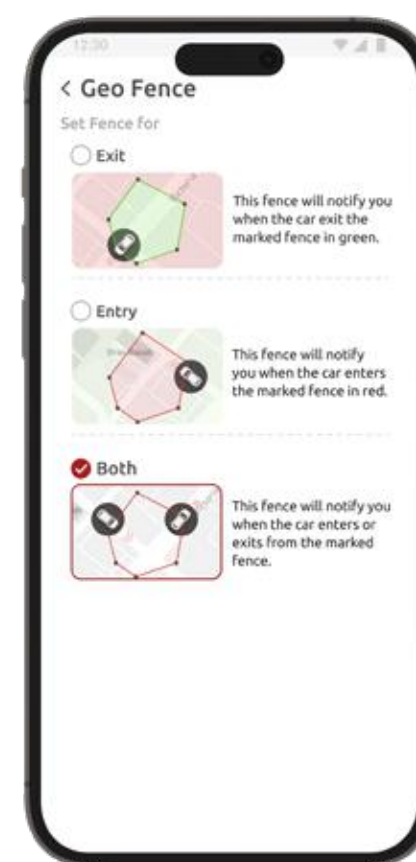 12:30
< Geo Fence
Set Fence for
Exit
This fence will notify you
when the car exit the
marked fence in green.
Entry
This fence will notify
you when the car enters
the marked fence in red.
Both
This fence will notify you
when the car enters or
exits from the marked
fence.